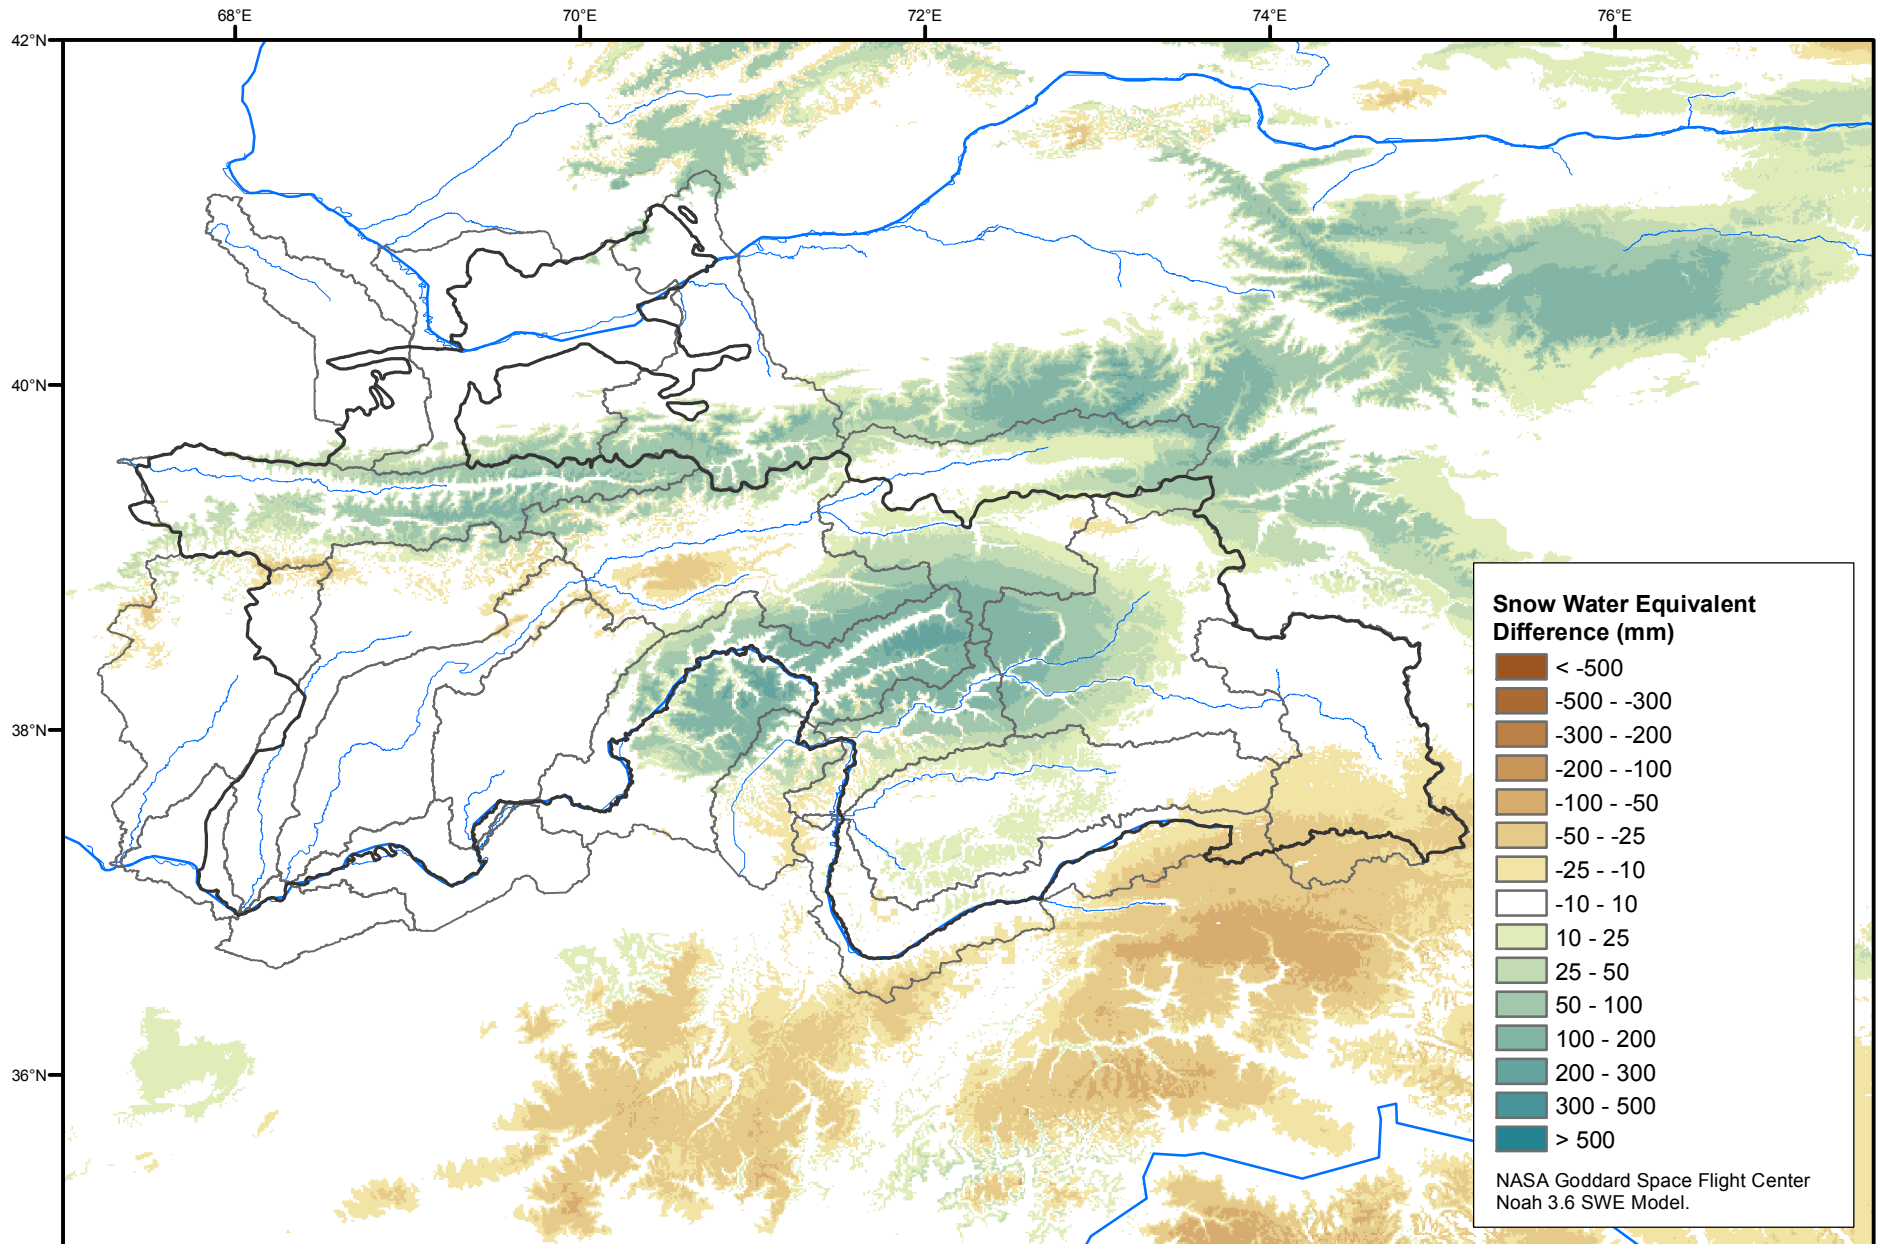 68°E
70°E
72°E
74°E
76°E
42°N
40°N
38°N
36°N
Snow Water Equivalent
Difference (mm)
< -500
-500 - -300
-300 - -200
-200 - -100
-100 - -50
-50 - -25
-25 - -10
-10 - 10
10 - 25
25 - 50
50 - 100
100 - 200
200 - 300
300 - 500
> 500
NASA Goddard Space Flight Center
Noah 3.6 SWE Model.